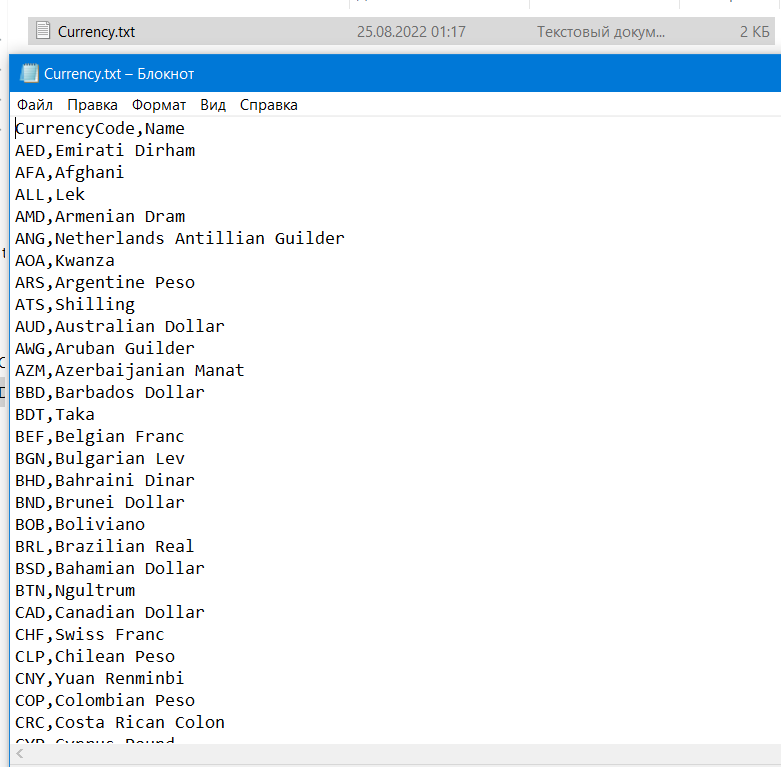 Currency.txt 25.08.2022 01:17 Текстовый докум... 2 КБ
Currency.txt – Блокнот
Файл Правка Формат Вид Справка
CurrencyCode,Name
AED,Emirati Dirham
AFA,Afghani
ALL,Lek
AMD,Armenian Dram
ANG,Netherlands Antillian Guilder
AOA,Kwanza
ARS,Argentine Peso
ATS,Shilling
AUD,Australian Dollar
AWG,Aruban Guilder
AZM,Azerbaijanian Manat
BBD,Barbados Dollar
BDT,Taka
BEF,Belgian Franc
BGN,Bulgarian Lev
BHD,Bahraini Dinar
BND,Brunei Dollar
BOB,Boliviano
BRL,Brazilian Real
BSD,Bahamian Dollar
BTN,Ngultrum
CAD,Canadian Dollar
CHF,Swiss Franc
CLP,Chilean Peso
CNY,Yuan Renminbi
COP,Colombian Peso
CRC,Costa Rican Colon